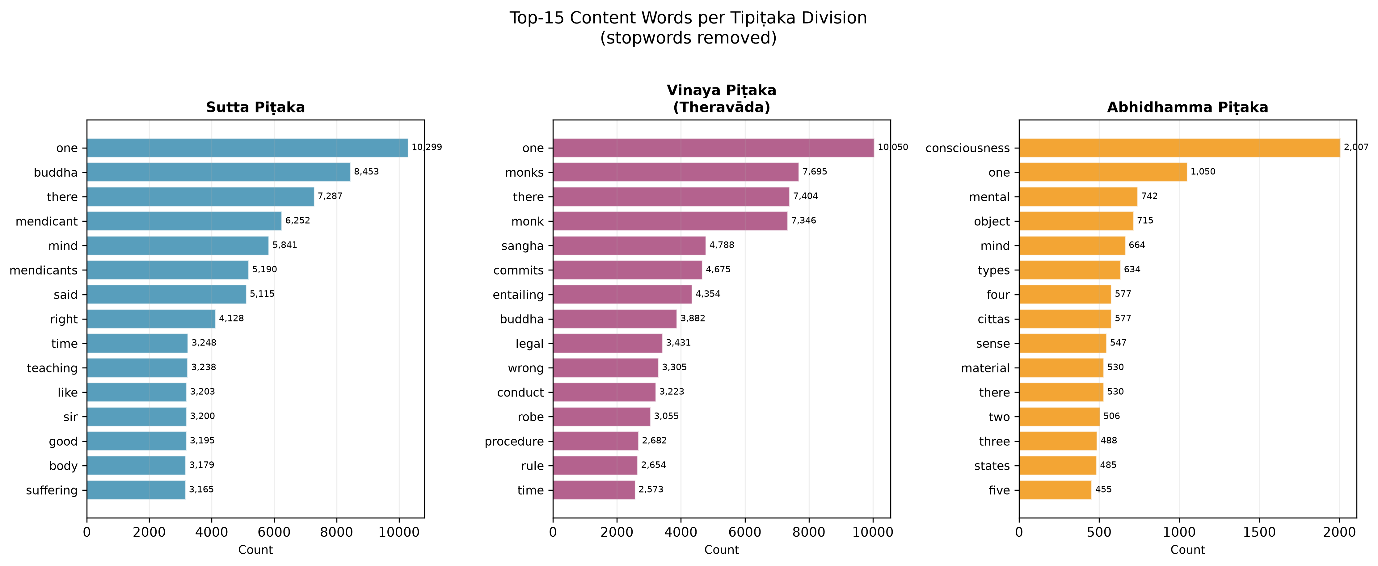 Top-15 Content Words per Tipiṭaka Division
(stopwords removed)
Sutta Piṭaka
one 10,299
buddha 8,453
there 7,287
mendicant 6,252
mind 5,841
mendicants 5,190
said 5,115
right 4,128
time 3,248
teaching 3,238
like 3,203
sir 3,200
good 3,195
body 3,179
suffering 3,165
0 2000 4000 6000 8000 10000
Count
Vinaya Piṭaka
(Theravāda)
one 10,050
monks 7,695
there 7,404
monk 7,346
sangha 4,788
commits 4,675
entailing 4,354
buddha 3,882
legal 3,431
wrong 3,305
conduct 3,223
robe 3,055
procedure 2,682
rule 2,654
time 2,573
0 2000 4000 6000 8000 10000
Count
Abhidhamma Piṭaka
consciousness 2,007
one 1,050
mental 742
object 715
mind 664
types 634
four 577
cittas 577
sense 547
material 530
there 530
two 506
three 488
states 485
five 455
0 500 1000 1500 2000
Count